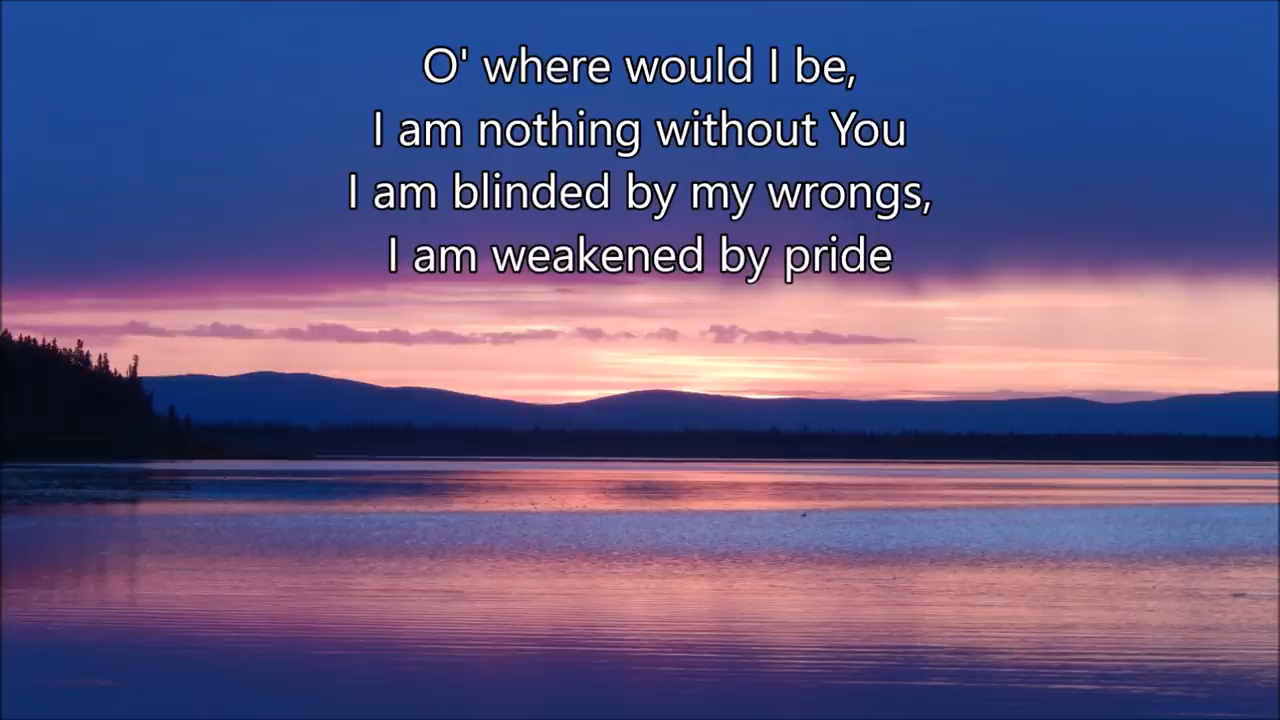 O' where would I be,
I am nothing without You
I am blinded by my wrongs,
I am weakened by pride